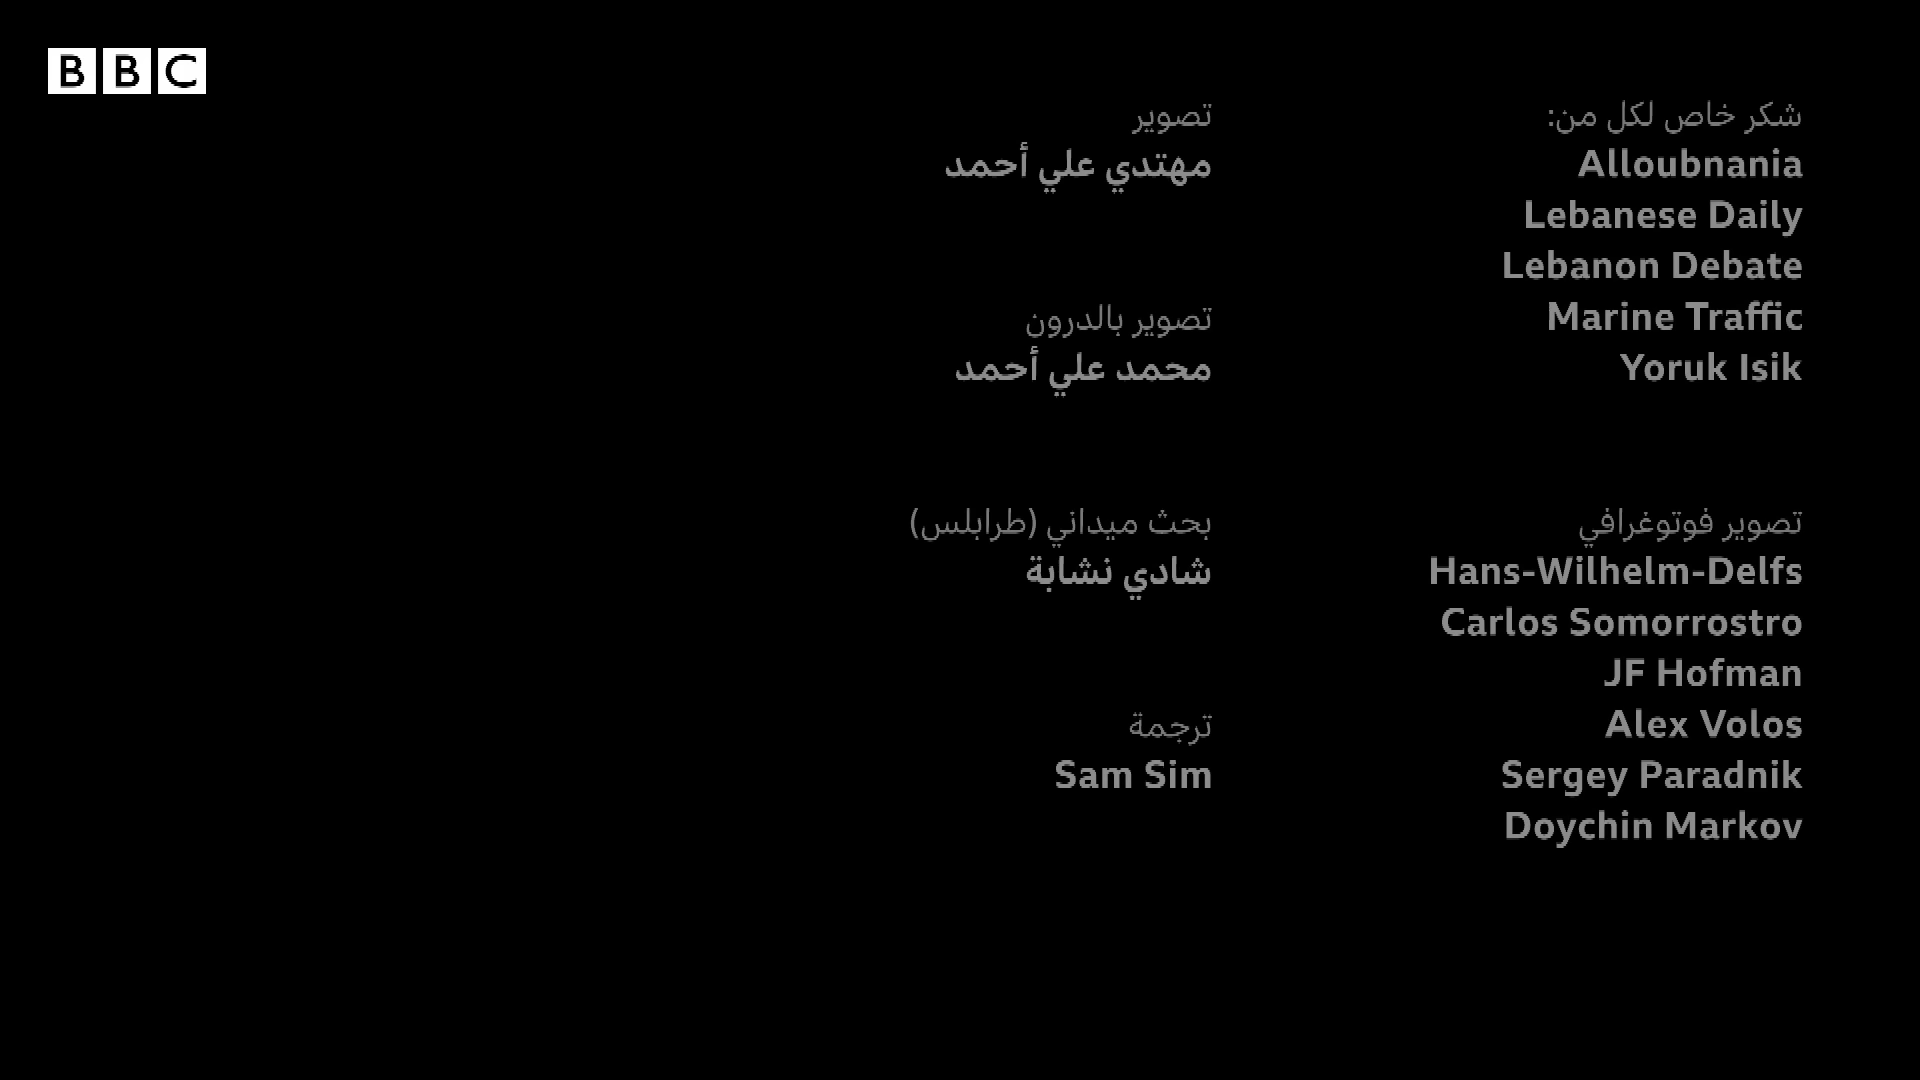 BBC
شكر خاص لكل من:
Alloubnania
Lebanese Daily
Lebanon Debate
Marine Traffic
Yoruk Isik
تصوير فوتوغرافي
Hans-Wilhelm-Delfs
Carlos Somorrostro
JF Hofman
Alex Volos
Sergey Paradnik
Doychin Markov
تصوير
مهتدي علي أحمد
تصوير بالدرون
محمد علي أحمد
بحث ميداني (طرابلس)
شادي نشابة
ترجمة
Sam Sim